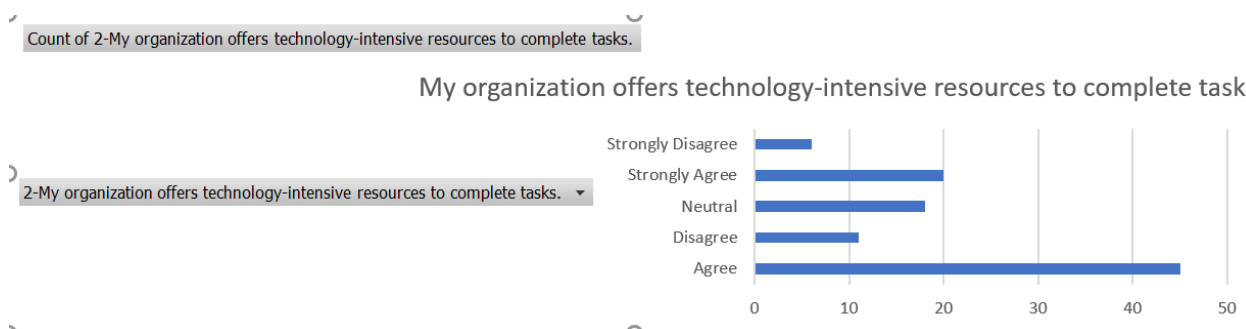 Count of 2-My organization offers technology-intensive resources to complete tasks.
My organization offers technology-intensive resources to complete task
2-My organization offers technology-intensive resources to complete tasks.
Strongly Disagree
Strongly Agree
Neutral
Disagree
Agree
0 10 20 30 40 50